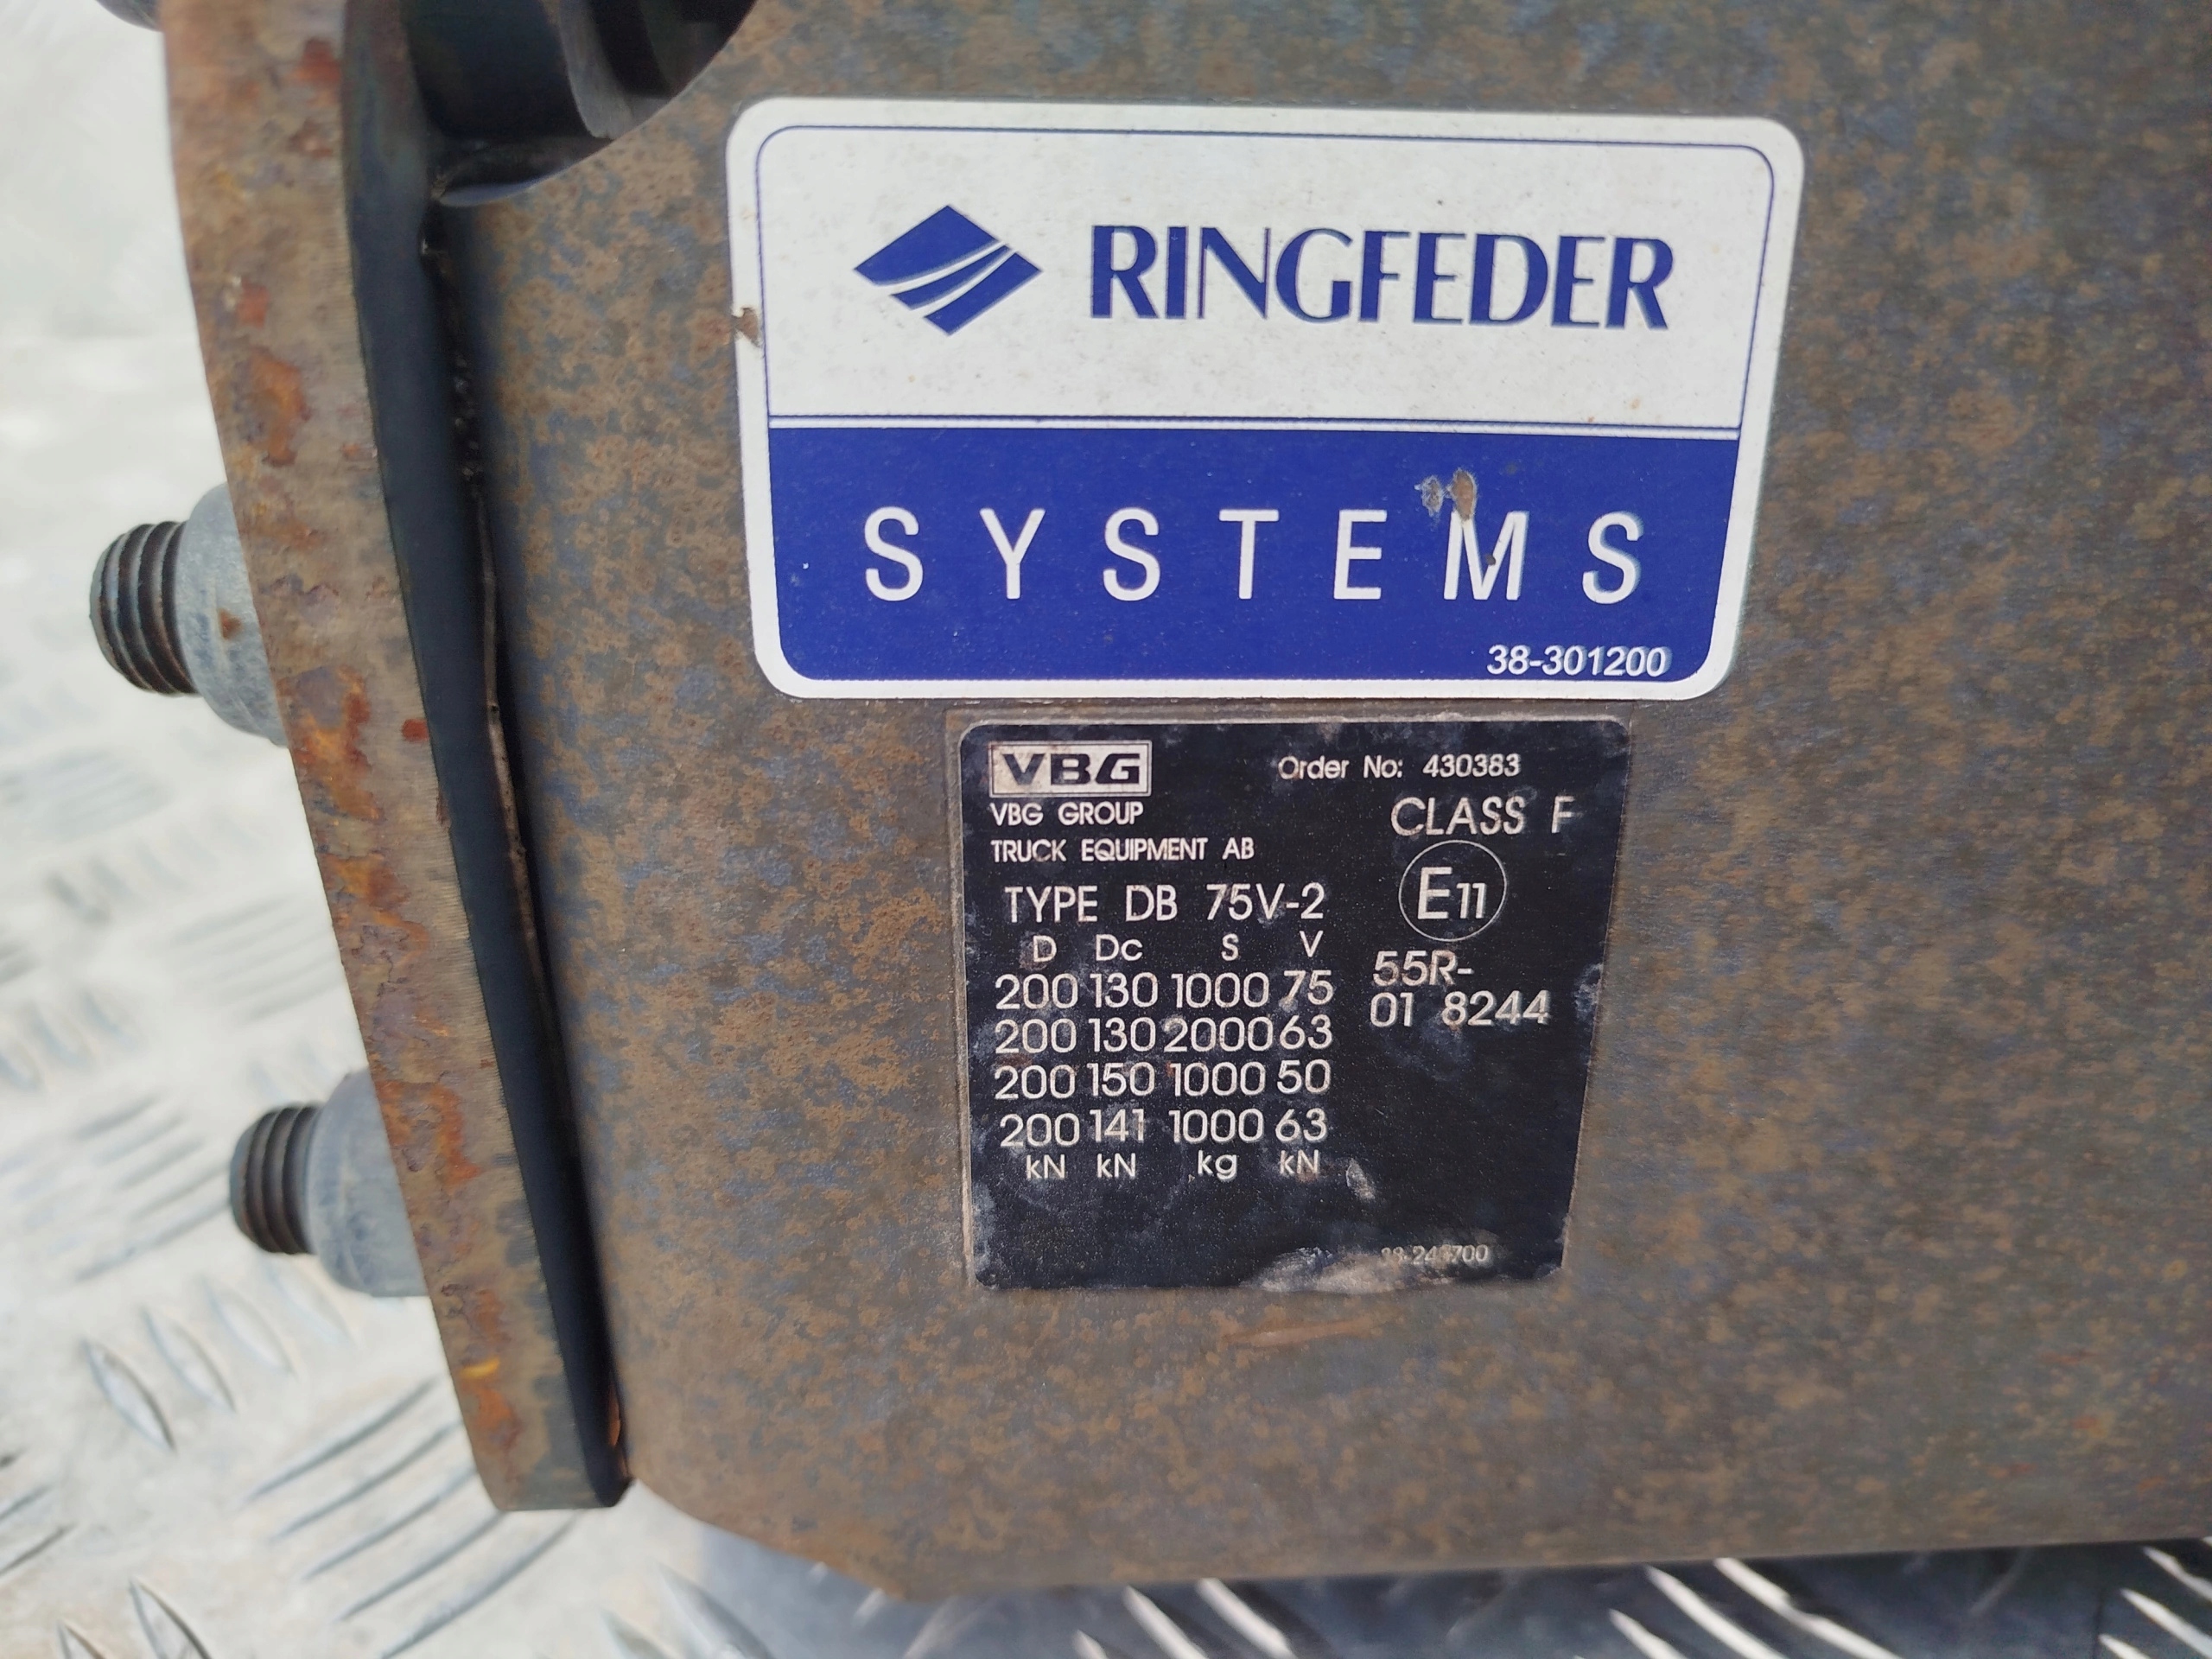 RINGFEDER
SYSTEMS
38-301200
VBG
Order No: 430383
VBG GROUP
CLASS F
TRUCK EQUIPMENT AB
TYPE DB 75V-2
E11
D Dc S V
200 130 1000 75
55R-
01 8244
200 130 2000 63
200 150 1000 50
200 141 1000 63
kN kN kg kN